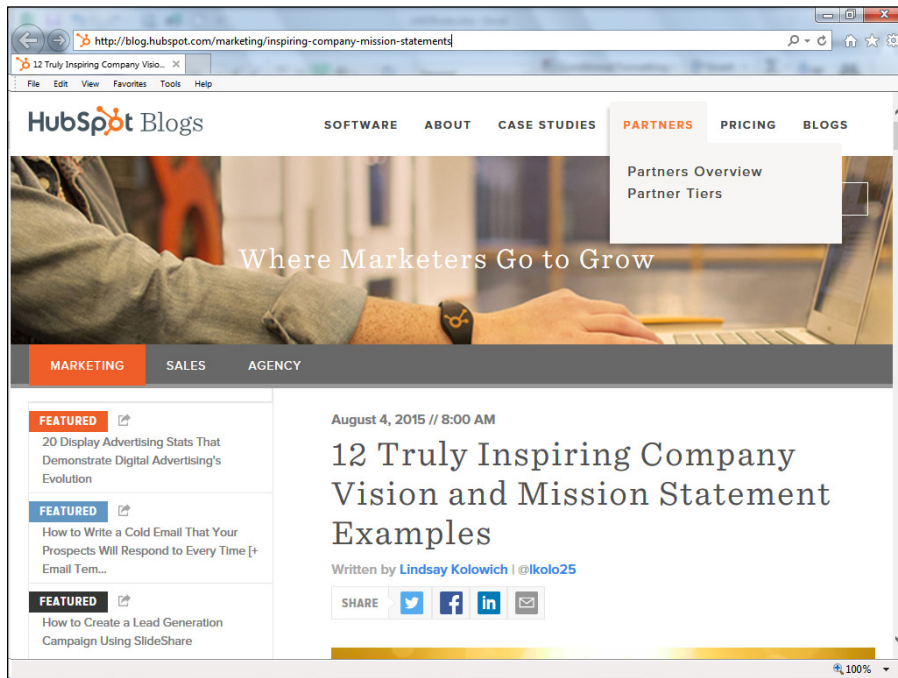 http://blog.hubspot.com/marketing/inspiring-company-mission-statements
12 Truly Inspiring Company Visio...
File Edit View Favorites Tools Help
HubSpot Blogs
SOFTWARE ABOUT CASE STUDIES PARTNERS PRICING BLOGS
Partners Overview
Partner Tiers
Where Marketers Go to Grow
MARKETING SALES AGENCY
FEATURED
20 Display Advertising Stats That
Demonstrate Digital Advertising's
Evolution
FEATURED
How to Write a Cold Email That Your
Prospects Will Respond to Every Time [+
Email Tem...
FEATURED
How to Create a Lead Generation
Campaign Using SlideShare
August 4, 2015 // 8:00 AM
12 Truly Inspiring Company
Vision and Mission Statement
Examples
Written by Lindsay Kolowich | @lkolo25
SHARE
100%